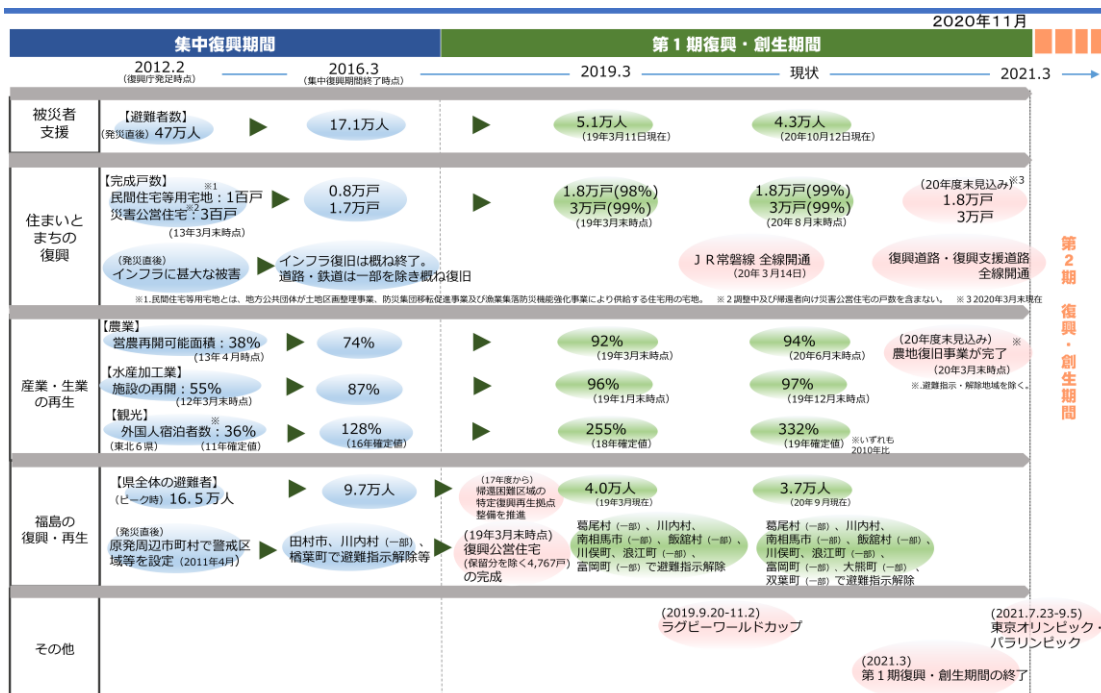 2020年11月
集中復興期間
第1期復興・創生期間
2012.2
(復興庁発足時点)
2016.3
(集中復興期間終了時点)
2019.3
現状
2021.3
被災者
支援
【避難者数】
(発災直後) 47万人
17.1万人
5.1万人
(19年3月11日現在)
4.3万人
(20年10月12日現在)
住まいと
まちの
復興
【完成戸数】
※1
民間住宅等用宅地：1百戸
※2
災害公営住宅：3百戸
(13年3月末時点)
0.8万戸
1.7万戸
1.8万戸(98%)
3万戸(99%)
(19年3月末時点)
1.8万戸(99%)
3万戸(99%)
(20年8月末時点)
(20年度末見込み)※3
1.8万戸
3万戸
(発災直後)
インフラに甚大な被害
インフラ復旧は概ね終了。
道路・鉄道は一部を除き概ね復旧
ＪＲ常磐線 全線開通
(20年３月14日)
復興道路・復興支援道路
全線開通
※1.民間住宅等用宅地とは、地方公共団体が土地区画整理事業、防災集団移転促進事業及び漁業集落防災機能強化事業により供給する住宅用の宅地。 ※２調整中及び帰還者向け災害公営住宅の戸数を含まない。 ※３2020年3月末現在
産業・生業
の再生
【農業】
営農再開可能面積：38%
(13年４月時点)
74%
92%
(19年3月末時点)
94%
(20年6月末時点)
(20年度末見込み) ※
農地復旧事業が完了
(20年3月末時点)
※.避難指示・解除地域を除く。
【水産加工業】
施設の再開：55%
(12年3月末時点)
87%
96%
(19年1月末時点)
97%
(19年12月末時点)
【観光】
※
外国人宿泊者数：36%
(東北６県) (11年確定値)
128%
(16年確定値)
255%
(18年確定値)
332%
(19年確定値)
※いずれも
2010年比
福島の
復興・再生
【県全体の避難者】
(ピーク時) 16.５万人
9.7万人
(17年度から)
帰還困難区域の
特定復興再生拠点
整備を推進
4.0万人
(19年3月現在)
3.7万人
(20年９月現在)
(発災直後)
原発周辺市町村で警戒区
域等を設定 (2011年4月)
田村市、川内村 (一部) 、
楢葉町で避難指示解除等
(19年3月末時点)
復興公営住宅
(保留分を除く4,767戸)
の完成
葛尾村 (一部) 、川内村、
南相馬市 (一部) 、飯舘村 (一部) 、
川俣町、浪江町 (一部) 、
富岡町 (一部) で避難指示解除
葛尾村 (一部) 、川内村、
南相馬市 (一部) 、飯舘村 (一部) 、
川俣町、浪江町 (一部) 、
富岡町 (一部) 、大熊町 (一部) 、
双葉町 (一部) で避難指示解除
その他
(2019.9.20-11.2)
ラグビーワールドカップ
(2021.7.23-9.5)
東京オリンピック・
パラリンピック
(2021.3)
第１期復興・創生期間の終了
第２期 復興・創生期間